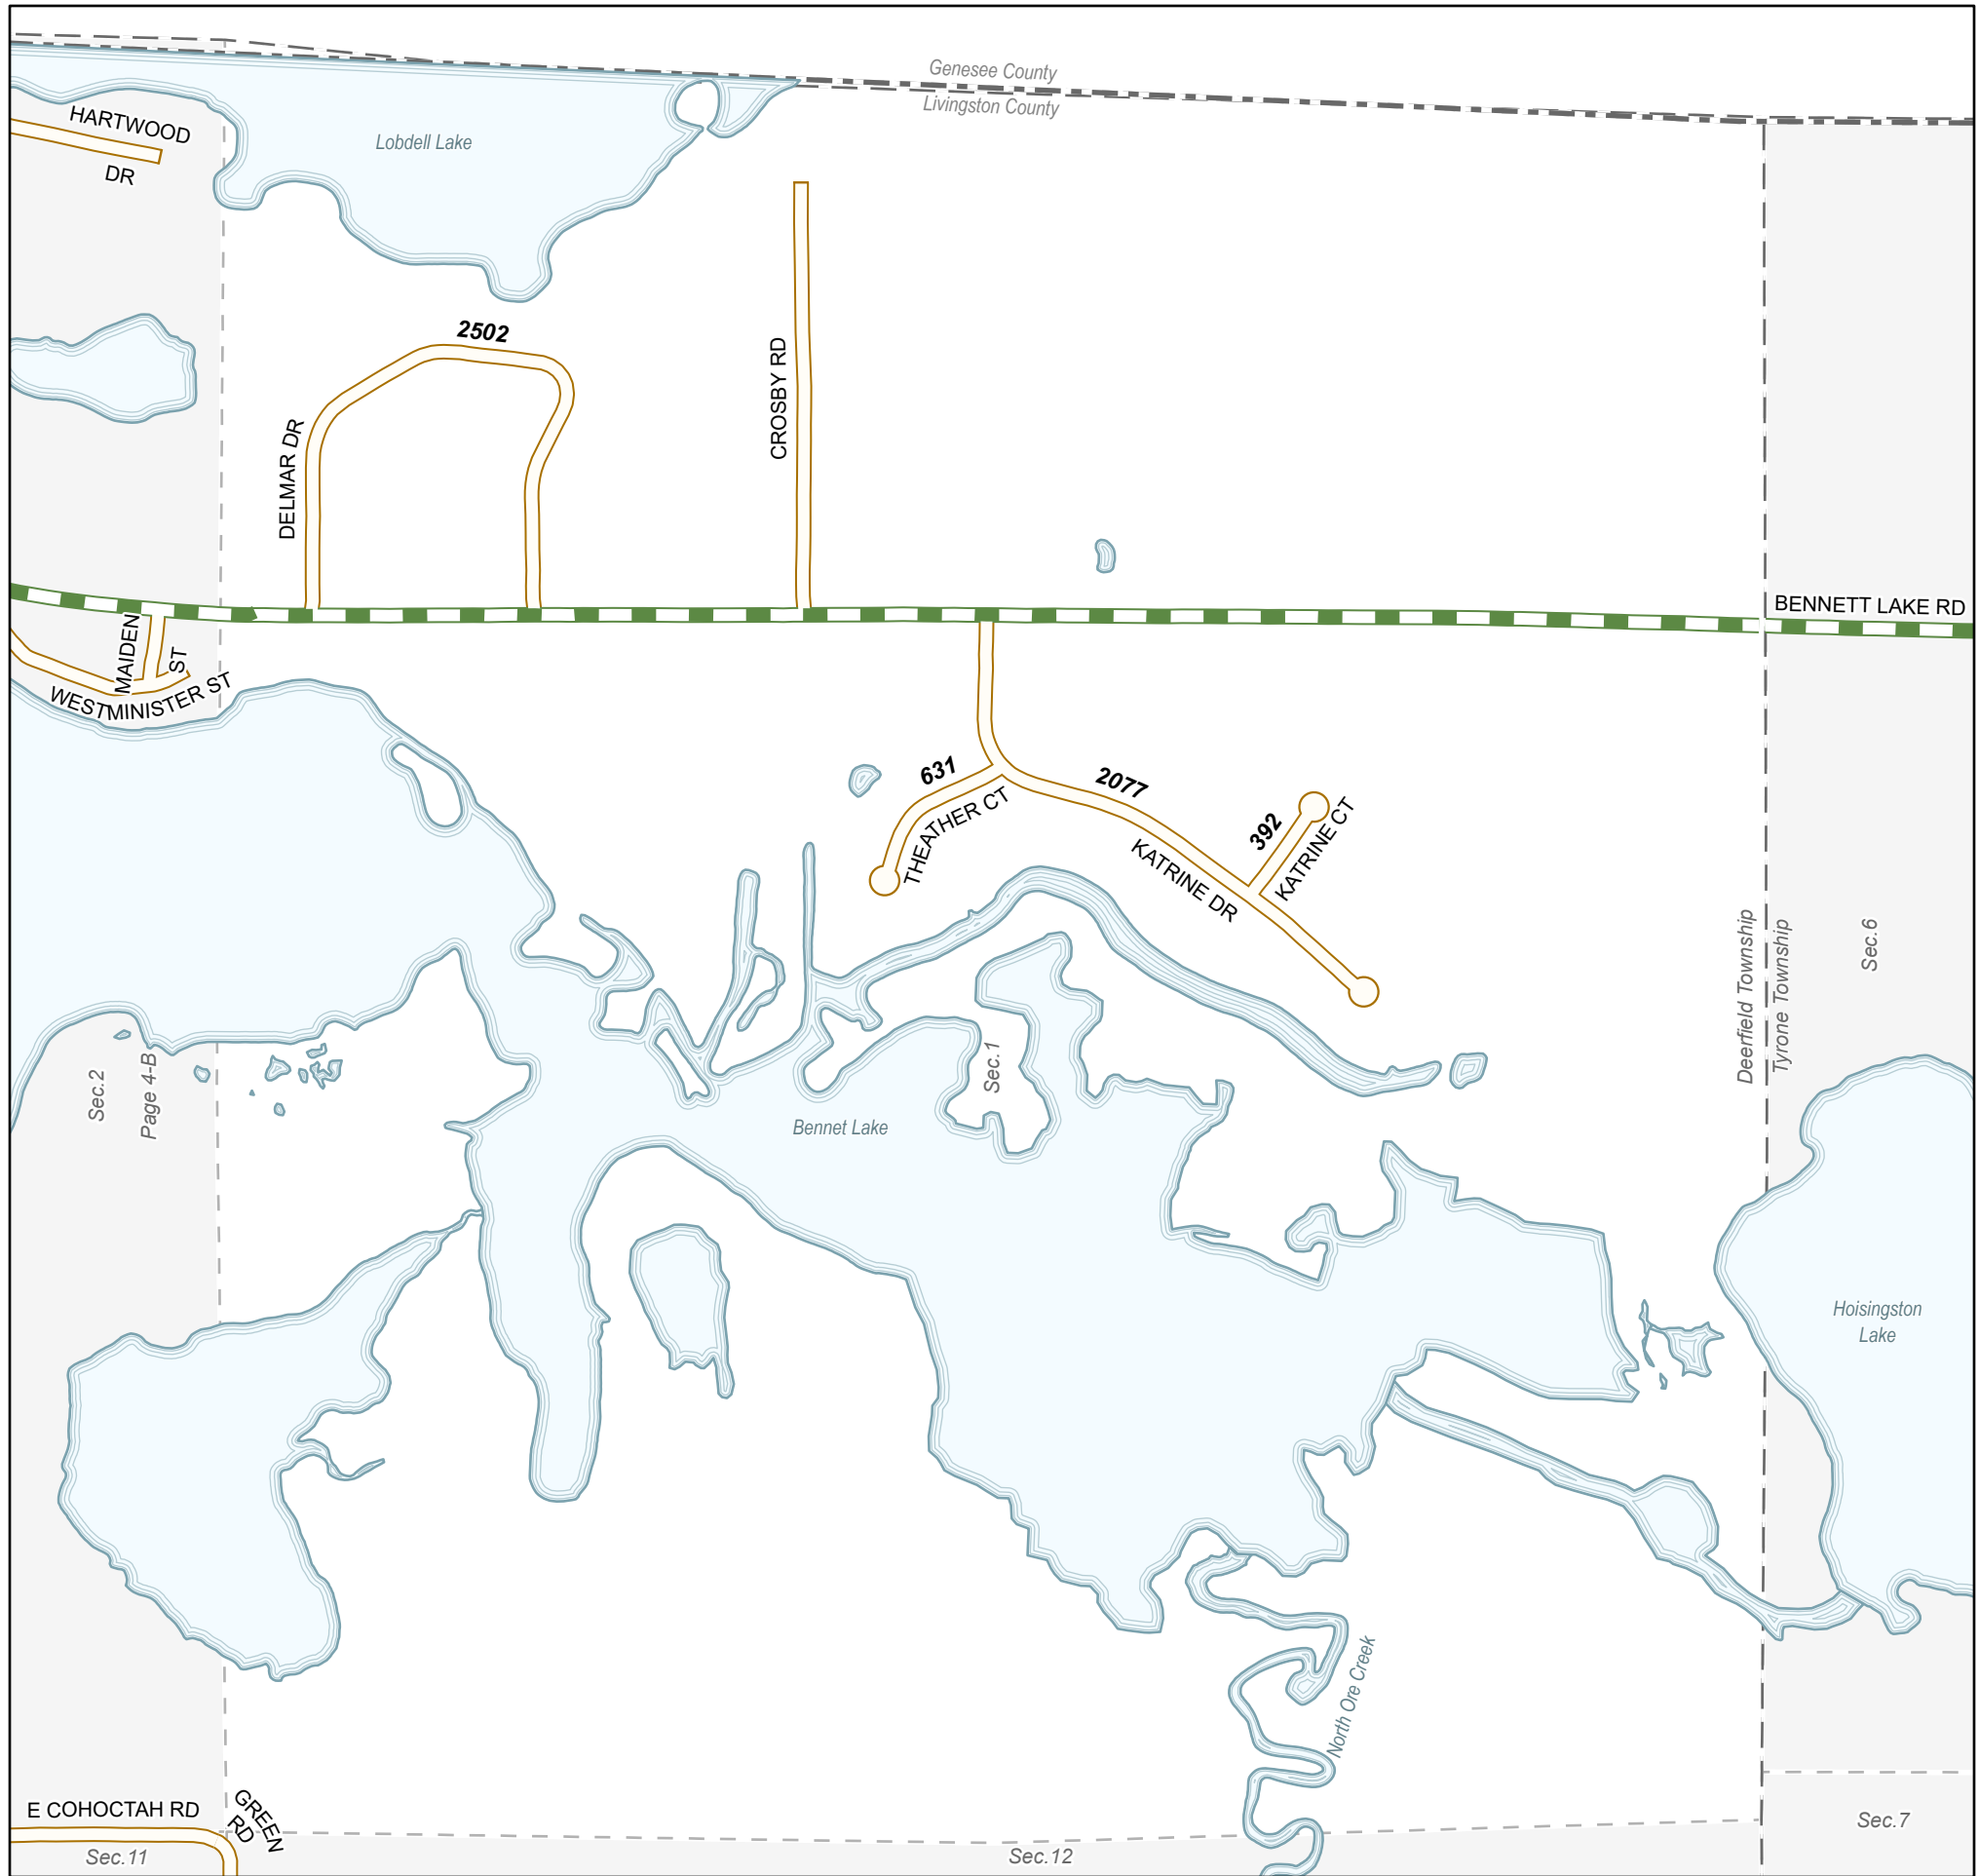 Genesee County
Livingston County
HARTWOOD
DR
Lobdell Lake
2502
CROSBY RD
DELMAR DR
BENNETT LAKE RD
MAIDEN
ST
WESTMINISTER ST
631
THEATHER CT
2077
392
KATRINE CT
KATRINE DR
Deerfield Township
Tyrone Township
Sec.6
Sec.2
Page 4-B
Sec.1
Bennet Lake
Hoisingston
Lake
North Ore Creek
E COHOCTAH RD
GREEN
RD
Sec.7
Sec.11
Sec.12